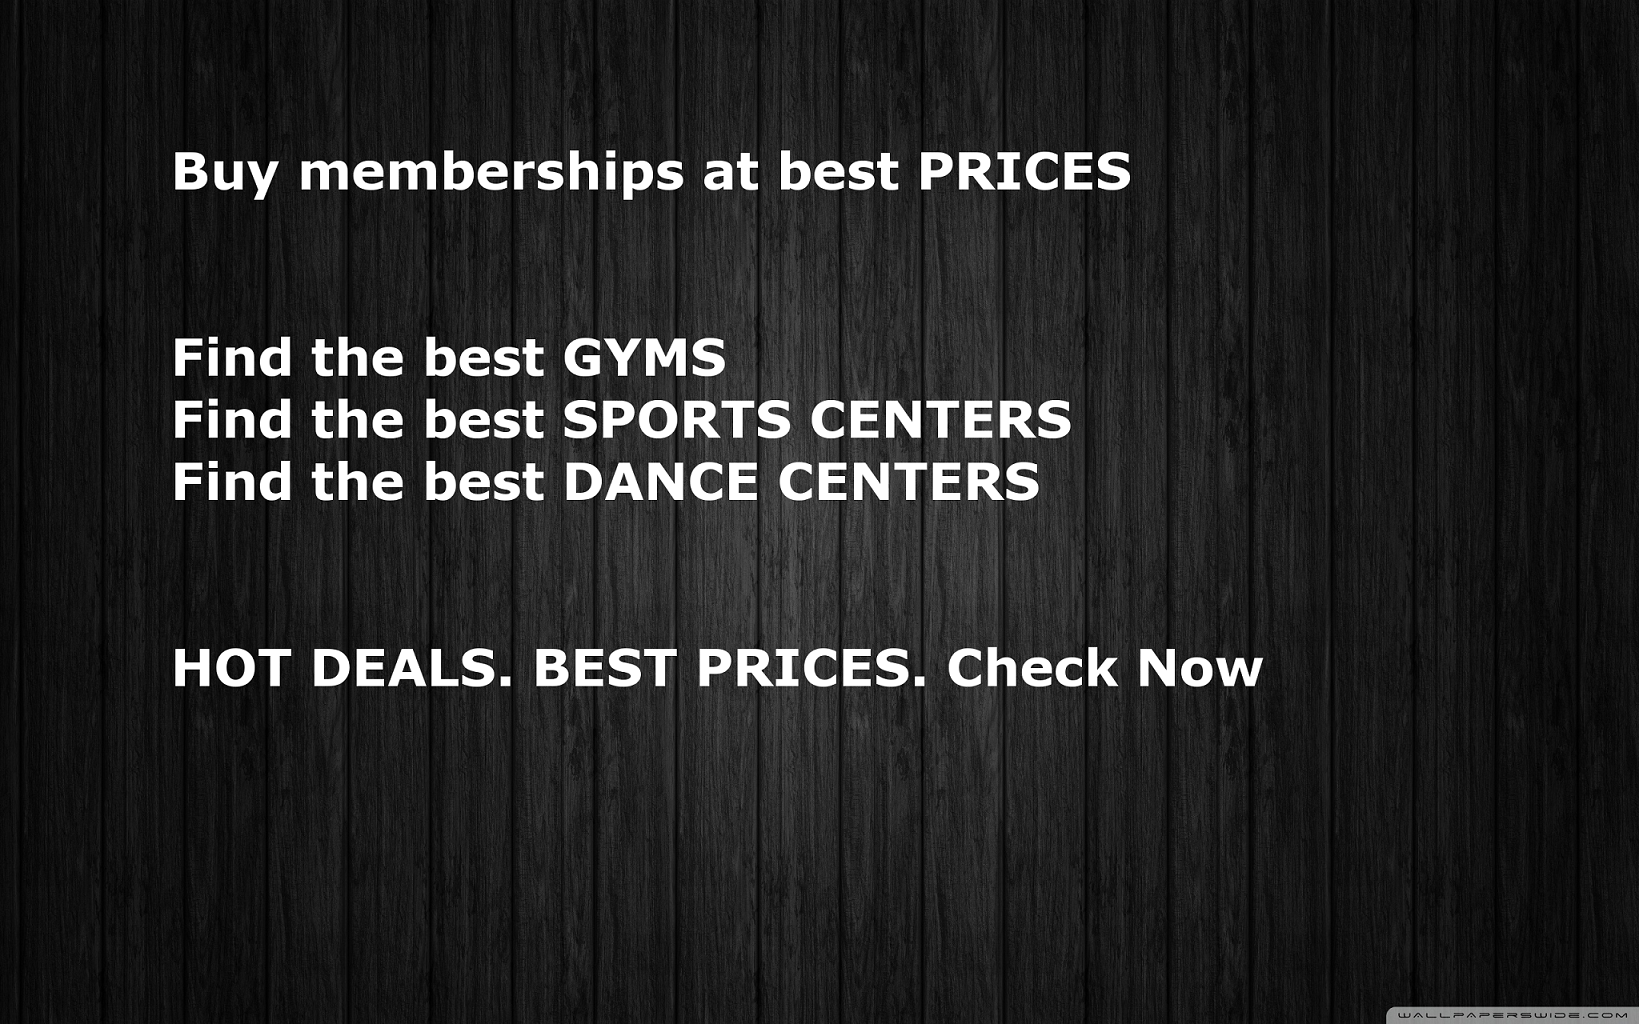 Buy memberships at best PRICES
Find the best GYMS
Find the best SPORTS CENTERS
Find the best DANCE CENTERS
HOT DEALS. BEST PRICES. Check Now
WALLPAPERSWIDE.COM